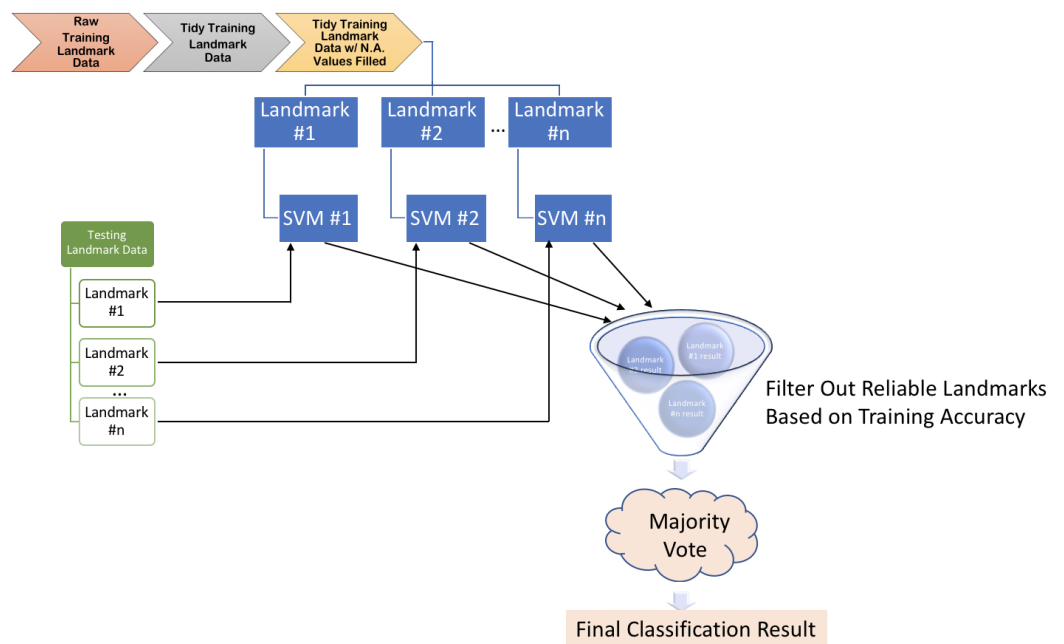 Raw
Training
Landmark
Data
Tidy Training
Landmark
Data
Tidy Training
Landmark
Data w/ N.A.
Values Filled
Landmark
#1
Landmark
#2
...
Landmark
#n
SVM #1
SVM #2
SVM #n
Testing
Landmark Data
Landmark
#1
Landmark
#2
...
Landmark
#n
Landmark
#1 result
Landmark
result
Landmark
#n result
Filter Out Reliable Landmarks
Based on Training Accuracy
Majority
Vote
Final Classification Result